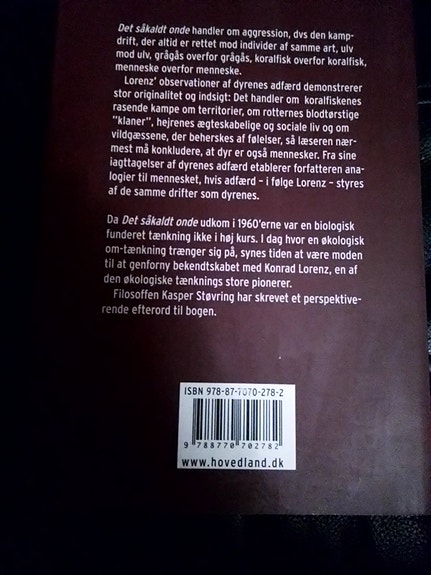 Det såkaldt onde handler om aggression, dvs den kamp-
drift, der altid er rettet mod individer af samme art, ulv
mod ulv, grågås overfor grågås, koralfisk overfor koralfisk,
menneske overfor menneske.
Lorenz' observationer af dyrenes adfærd demonstrerer
stor originalitet og indsigt: Det handler om koralfiskenes
rasende kampe om territorier, om rotternes blodtørstige
"klaner", hejrenes ægteskabelige og sociale liv og om
vildgæssene, der beherskes af følelser, så læseren nær-
mest må konkludere, at dyr er også mennesker. Fra sine
iagttagelser af dyrenes adfærd etablerer forfatteren ana-
logier til mennesket, hvis adfærd – i følge Lorenz – styres
af de samme drifter som dyrenes.
Da Det såkaldt onde udkom i 1960'erne var en biologisk
funderet tænkning ikke i høj kurs. I dag hvor en økologisk
om-tænkning trænger sig på, synes tiden at være moden
til at genforny bekendtskabet med Konrad Lorenz, en af
den økologiske tænknings store pionerer.
Filosoffen Kasper Støvring har skrevet et perspektive-
rende efterord til bogen.
ISBN 978-87-7070-278-2
9 788770 702782
www.hovedland.dk